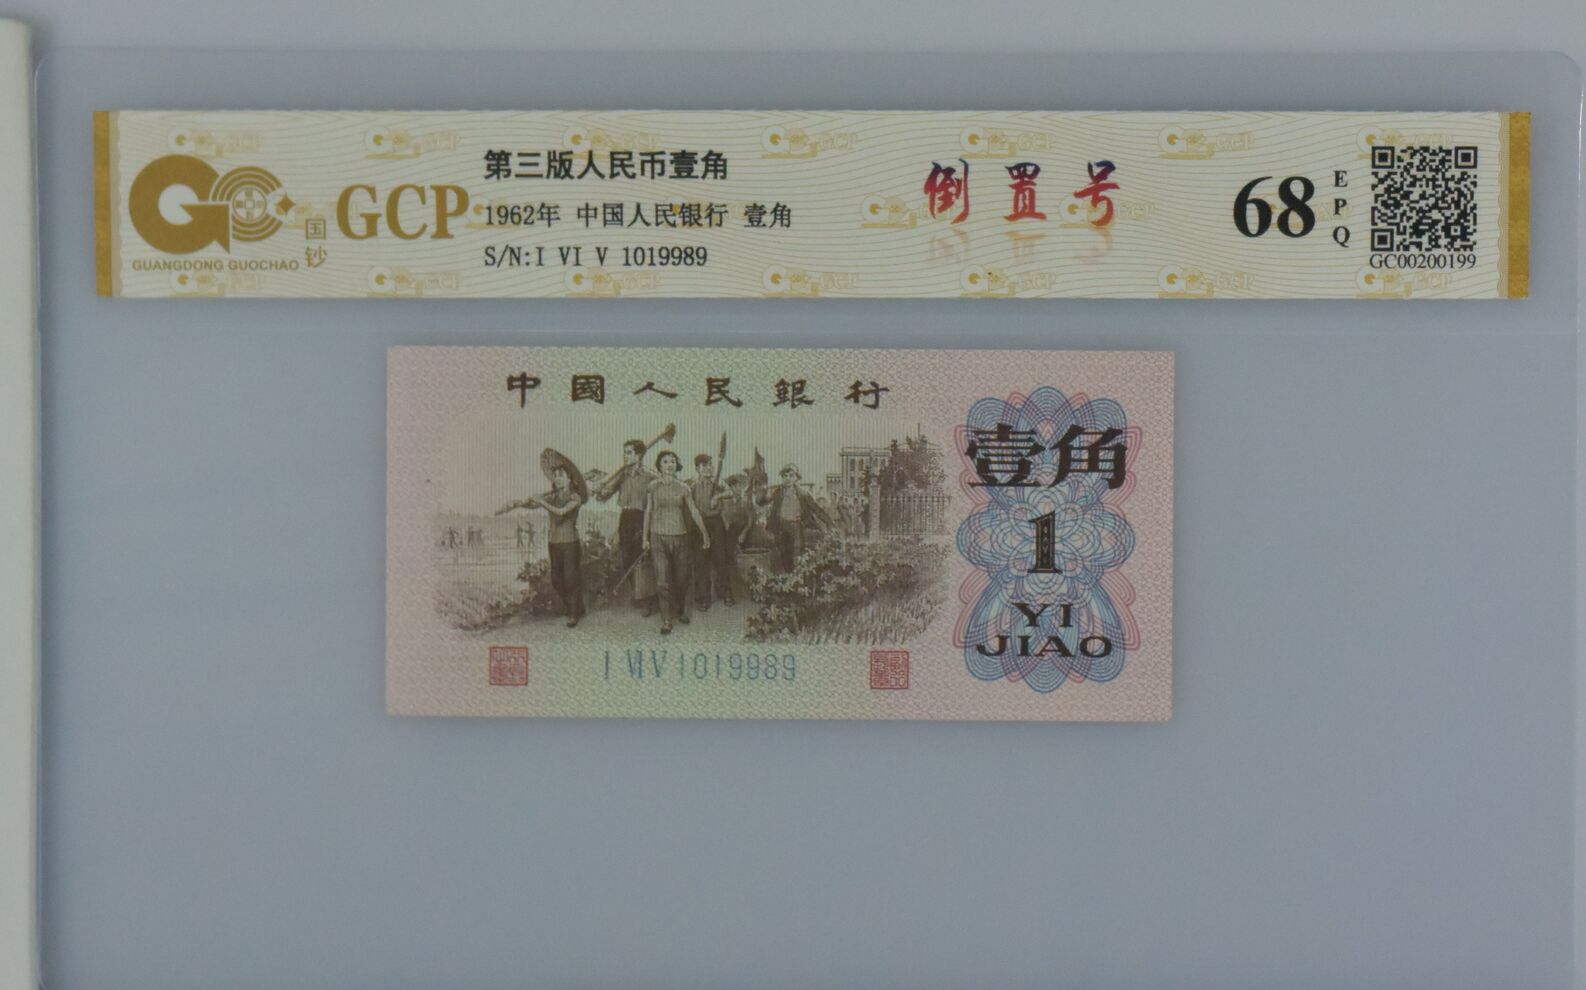 GUANGDONG GUOCHAO
国钞
GCP
第三版人民币壹角
1962年 中国人民银行 壹角
S/N:I VI V 1019989
倒置号
68
EPQ
GC00200199
中國人民銀行
壹角
1
YI
JIAO
I VI V 1019989